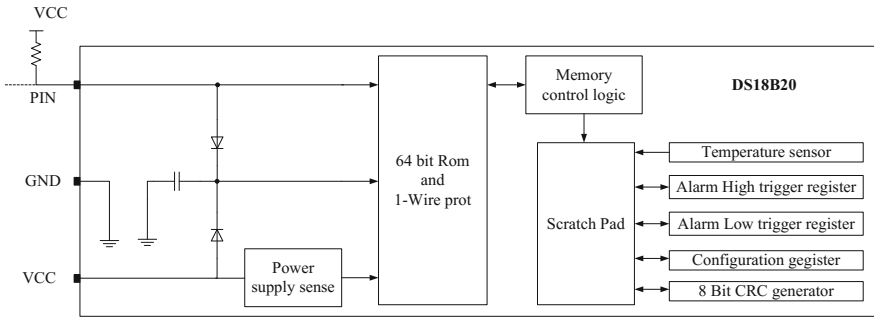 VCC
PIN
GND
VCC
Power
supply sense
64 bit Rom
and
1-Wire prot
Memory
control logic
DS18B20
Scratch Pad
Temperature sensor
Alarm High trigger register
Alarm Low trigger register
Configuration gegister
8 Bit CRC generator